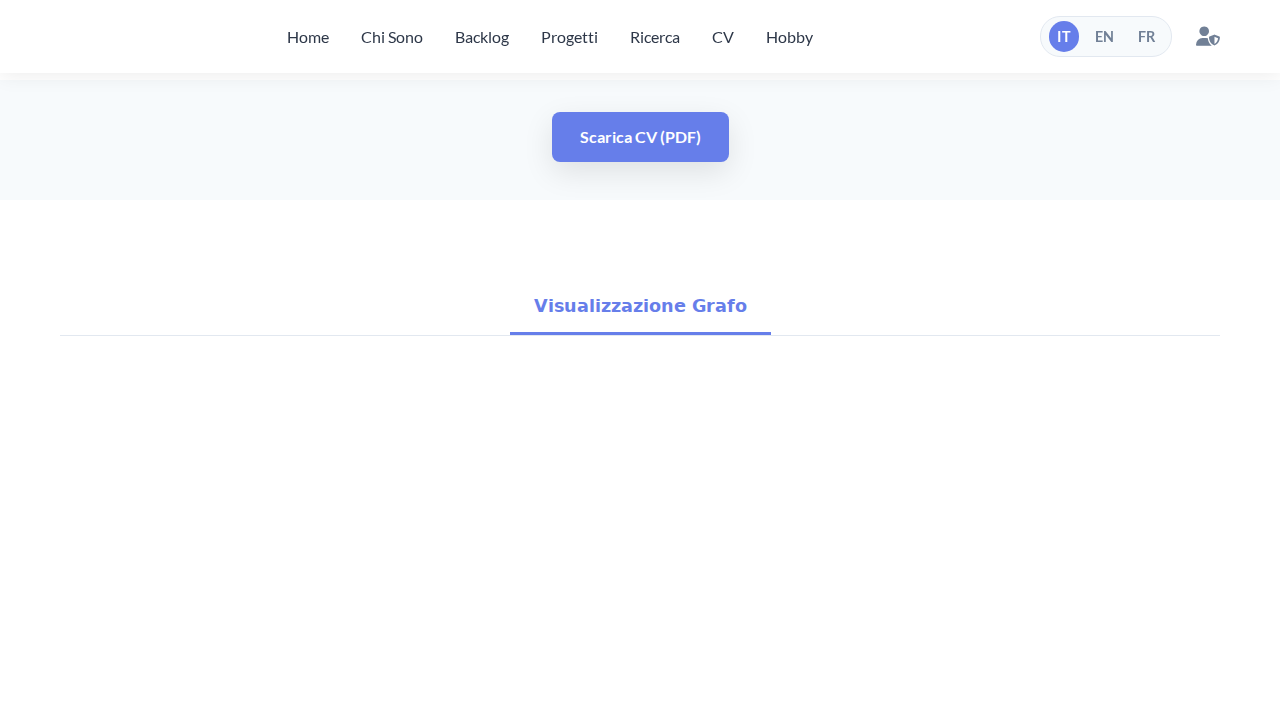 Home Chi Sono Backlog Progetti Ricerca CV Hobby IT EN FR
Scarica CV (PDF)
Visualizzazione Grafo